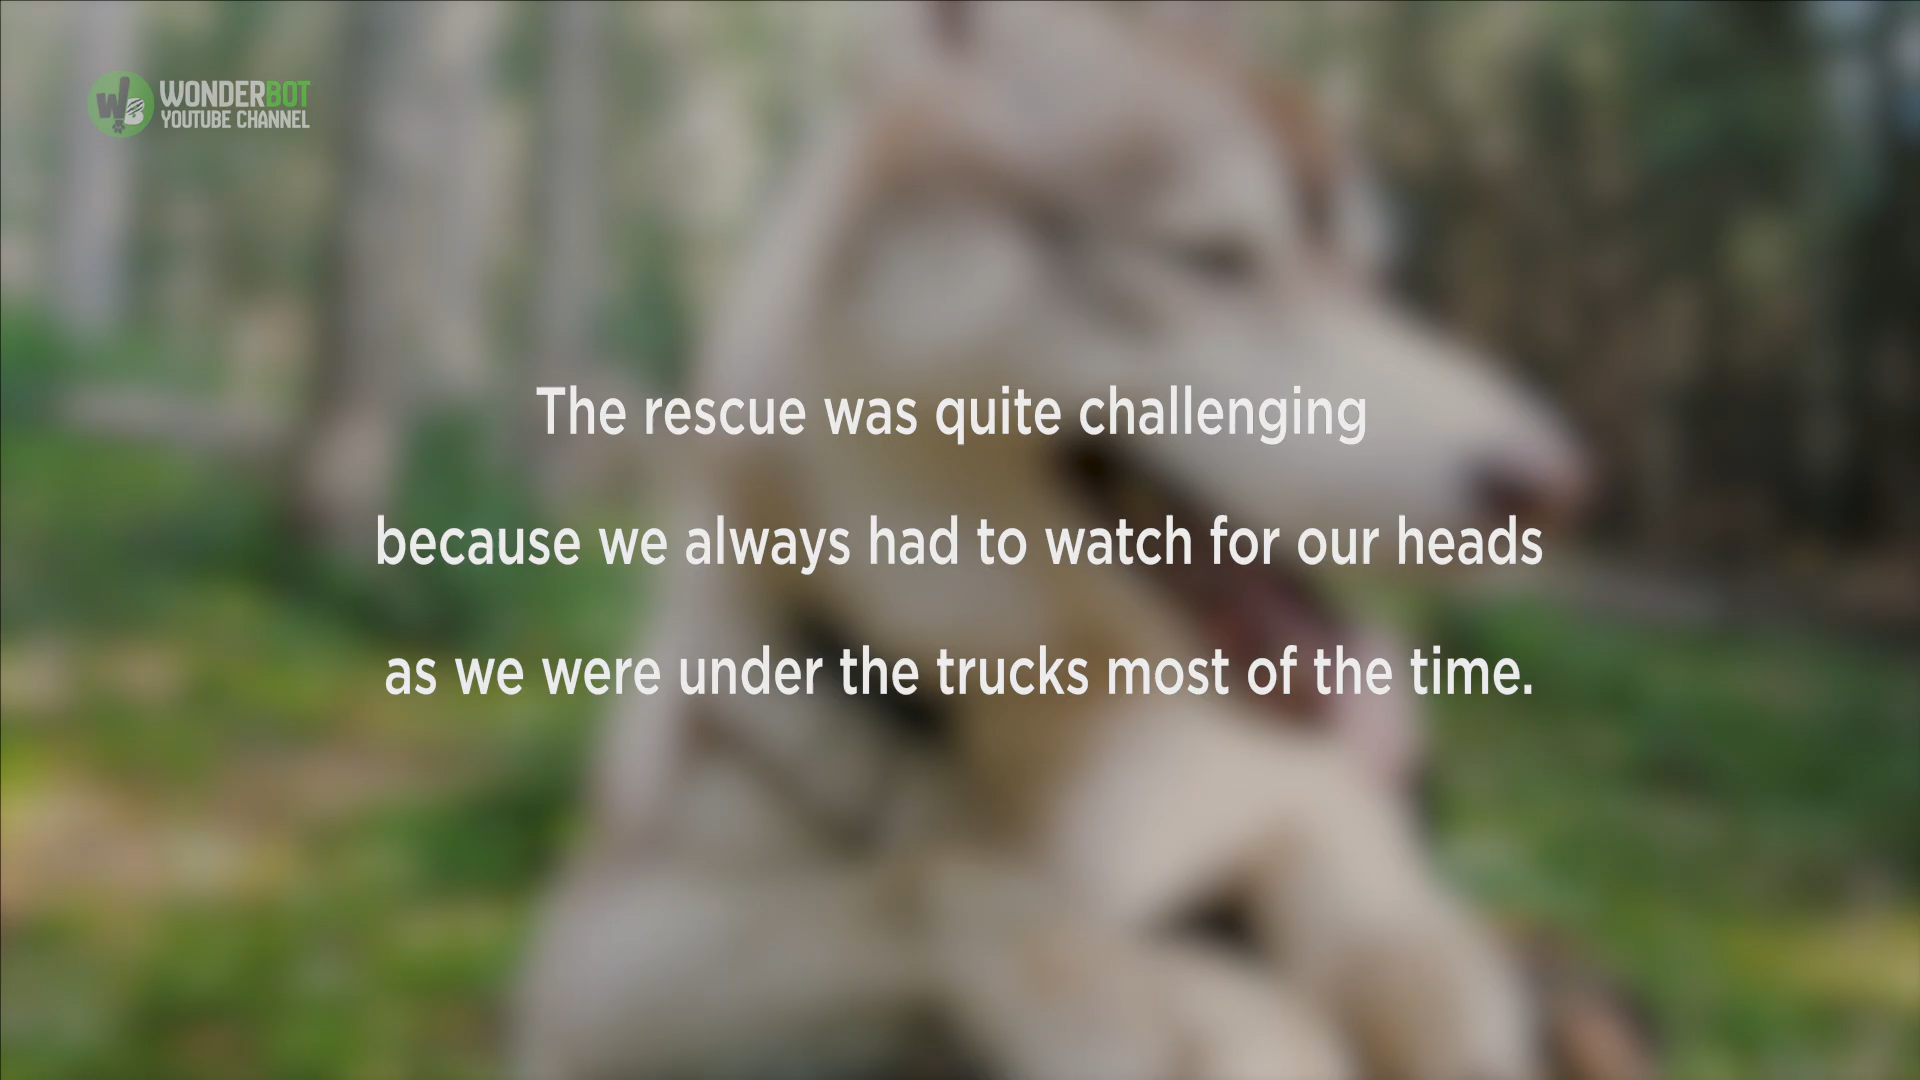 WONDERBOT
YOUTUBE CHANNEL
The rescue was quite challenging
because we always had to watch for our heads
as we were under the trucks most of the time.